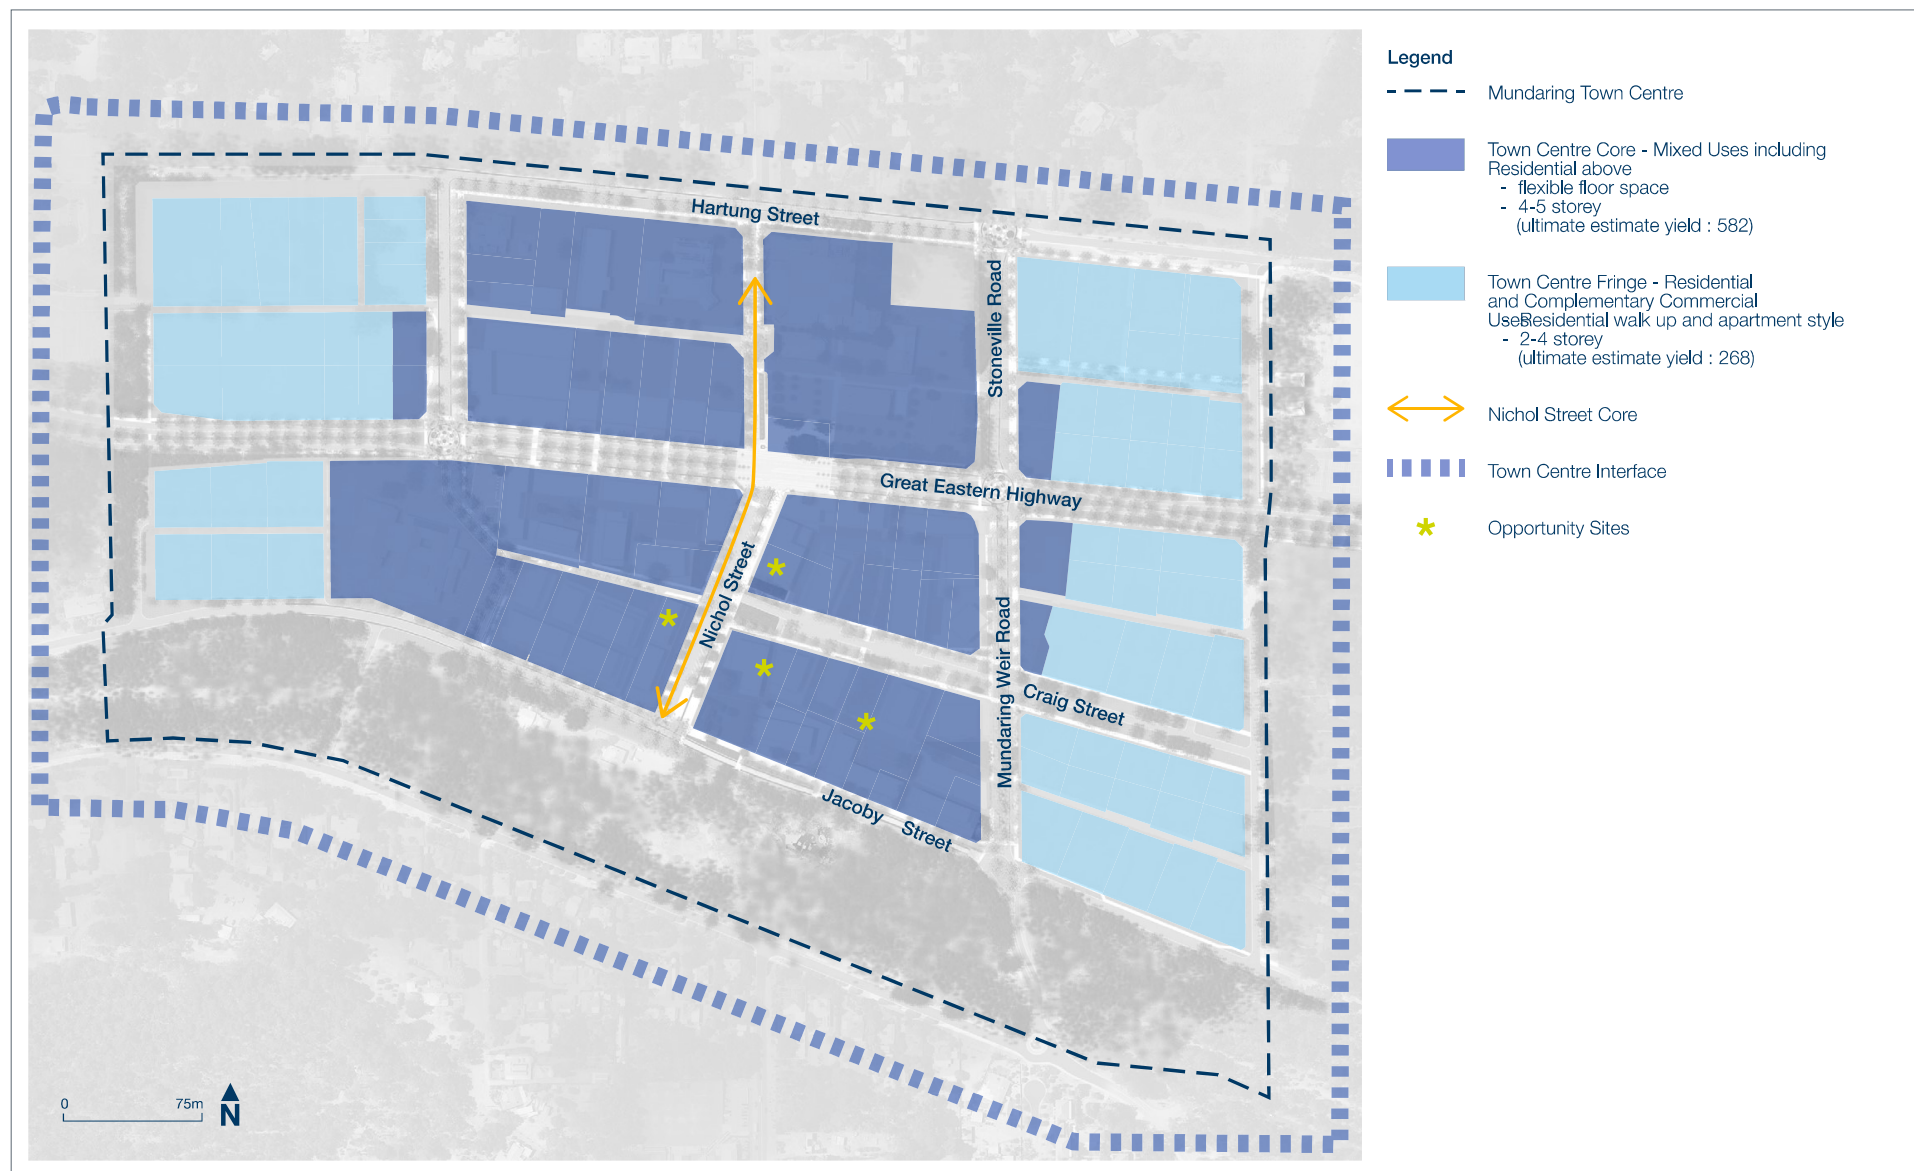 Hartung Street
Stoneville Road
Great Eastern Highway
Nichol Street
Mundaring Weir Road
Craig Street
Jacoby Street
0 75m
N
Legend
Mundaring Town Centre
Town Centre Core - Mixed Uses including
Residential above
- flexible floor space
- 4-5 storey
(ultimate estimate yield : 582)
Town Centre Fringe - Residential
and Complementary Commercial
Uses
- Residential walk up and apartment style
- 2-4 storey
(ultimate estimate yield : 268)
Nichol Street Core
Town Centre Interface
Opportunity Sites